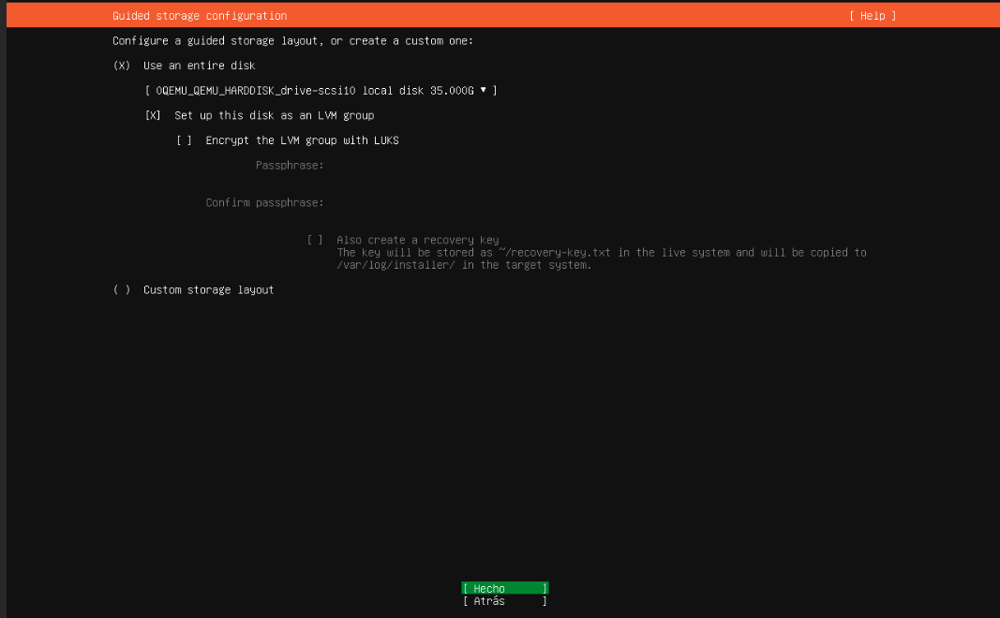 Guided storage configuration [ Help ]
Configure a guided storage layout, or create a custom one:
(X) Use an entire disk
[ 0QEMU_QEMU_HARDDISK_drive-scsi0 local disk 35.000G ▾ ]
[X] Set up this disk as an LVM group
[ ] Encrypt the LVM group with LUKS
Passphrase:
Confirm passphrase:
[ ] Also create a recovery key
The key will be stored as ~/recovery-key.txt in the live system and will be copied to
/var/log/installer/ in the target system.
( ) Custom storage layout
[ Hecho ]
[ Atrás ]